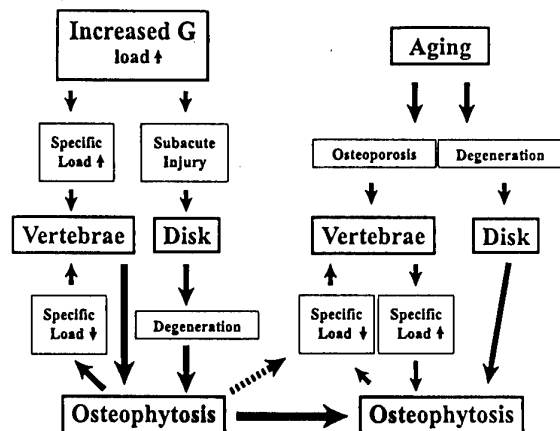 Increased G
load ↑
Specific
Load ↑
Subacute
Injury
Vertebrae
Disk
Specific
Load ↓
Degeneration
Osteophytosis
Aging
Osteoporosis
Degeneration
Vertebrae
Disk
Specific
Load ↓
Specific
Load ↑
Osteophytosis